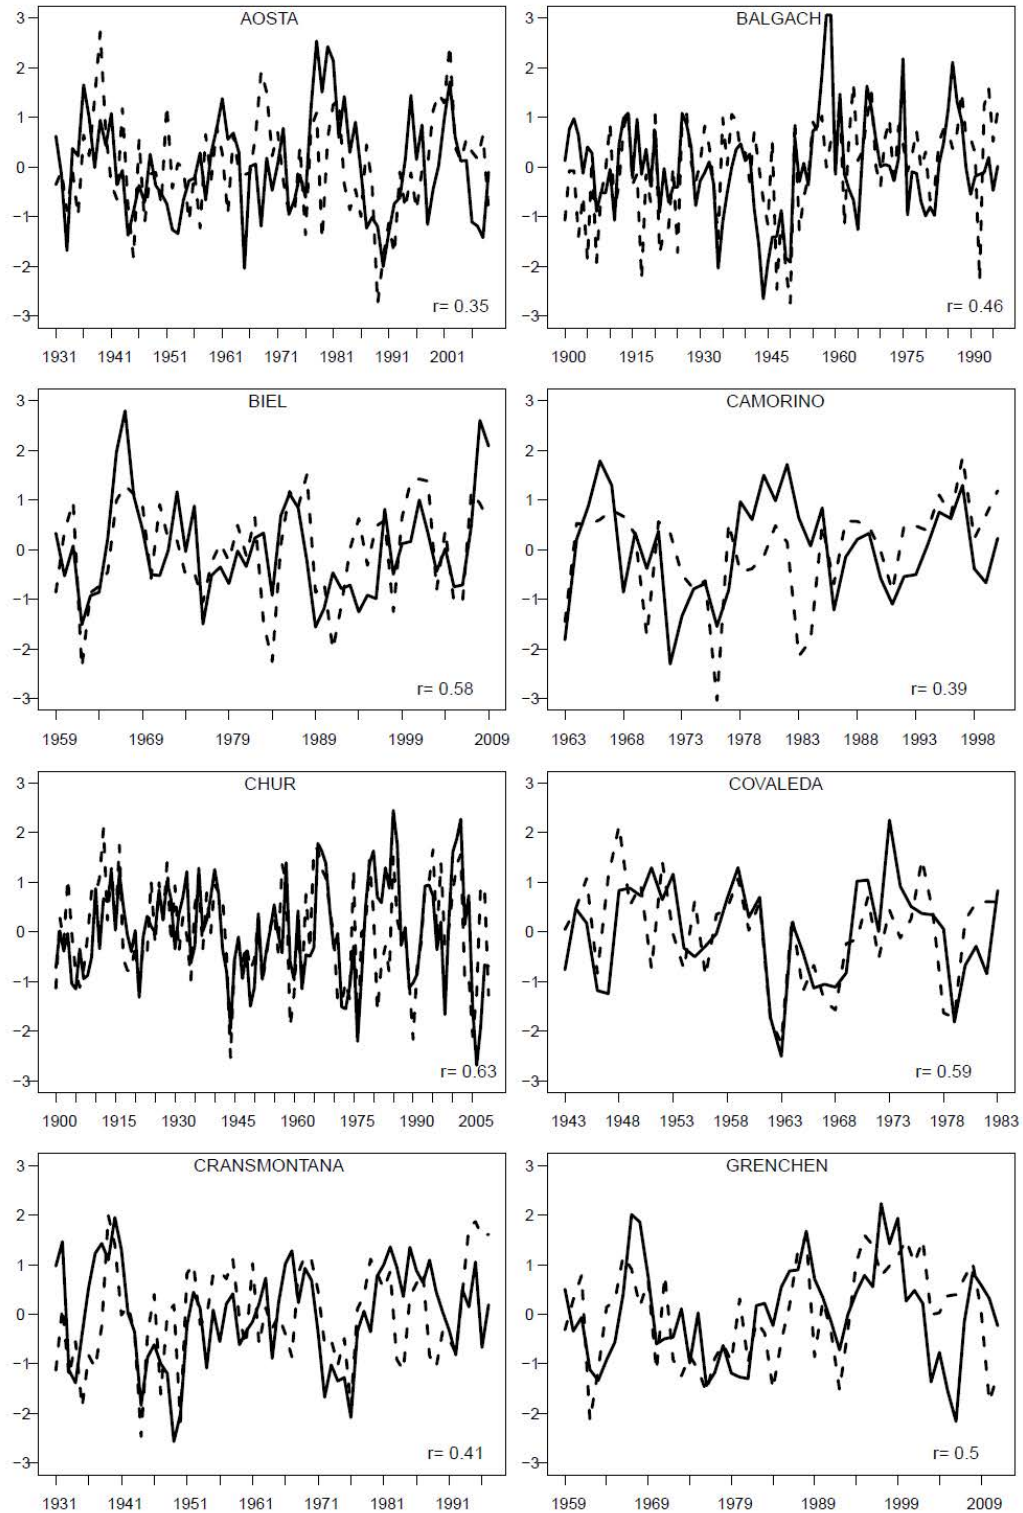 AOSTA
3
2
1
0
−1
−2
−3
r= 0.35
1931 1941 1951 1961 1971 1981 1991 2001
BALGACH
3
2
1
0
−1
−2
−3
r= 0.46
1900 1915 1930 1945 1960 1975 1990
BIEL
3
2
1
0
−1
−2
−3
r= 0.58
1959 1969 1979 1989 1999 2009
CAMORINO
3
2
1
0
−1
−2
−3
r= 0.39
1963 1968 1973 1978 1983 1988 1993 1998
CHUR
3
2
1
0
−1
−2
−3
r= 0.63
1900 1915 1930 1945 1960 1975 1990 2005
COVALEDA
3
2
1
0
−1
−2
−3
r= 0.59
1943 1948 1953 1958 1963 1968 1973 1978 1983
CRANSMONTANA
3
2
1
0
−1
−2
−3
r= 0.41
1931 1941 1951 1961 1971 1981 1991
GRENCHEN
3
2
1
0
−1
−2
−3
r= 0.5
1959 1969 1979 1989 1999 2009